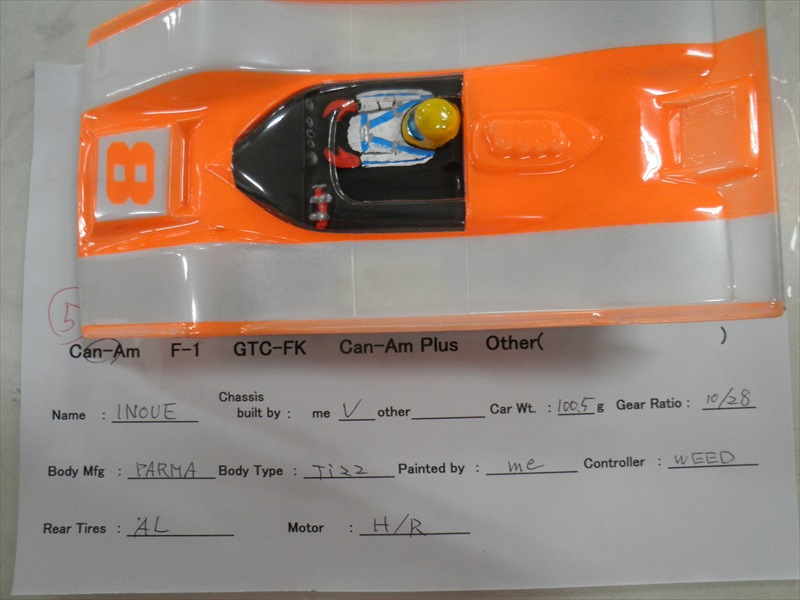 8
5
Can-Am F-1 GTC-FK Can-Am Plus Other( )
Name : INOUE Chassis built by : me V other Car Wt. : 100.5 g Gear Ratio : 10/28
Body Mfg : PARMA Body Type : Ti22 Painted by : me Controller : WEED
Rear Tires : AL Motor : H/R